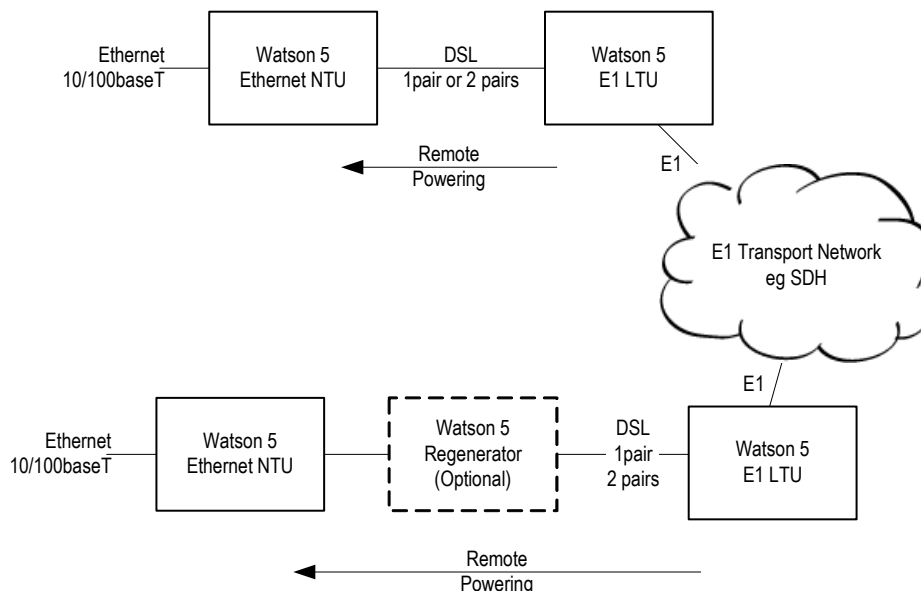 Ethernet
10/100baseT
Watson 5
Ethernet NTU
DSL
1pair or 2 pairs
Watson 5
E1 LTU
Remote
Powering
E1
E1 Transport Network
eg SDH
E1
Ethernet
10/100baseT
Watson 5
Ethernet NTU
Watson 5
Regenerator
(Optional)
DSL
1pair
2 pairs
Watson 5
E1 LTU
Remote
Powering